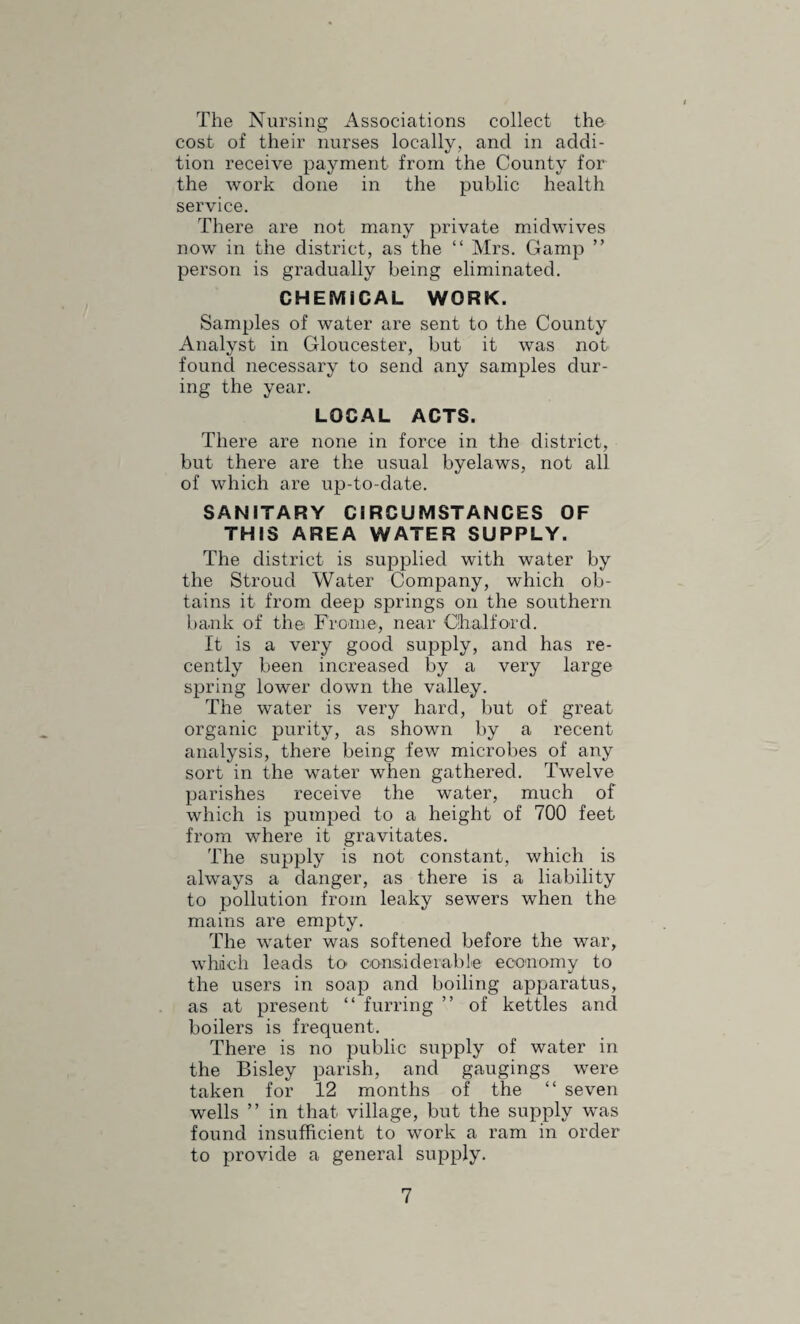 The Nursing Associations collect the
cost of their nurses locally, and in addi-
tion receive payment from the County for
the work done in the public health
service.
There are not many private midwives
now in the district, as the “ Mrs. Gamp ”
person is gradually being eliminated.
CHEMICAL WORK.
Samples of water are sent to the County
Analyst in Gloucester, but it was not
found necessary to send any samples dur-
ing the year.
LOCAL ACTS.
There are none in force in the district,
but there are the usual byelaws, not all
of which are up-to-date.
SANITARY CIRCUMSTANCES OF
THIS AREA WATER SUPPLY.
The district is supplied with water by
the Stroud Water Company, which ob-
tains it from deep springs on the southern
bank of the Frome, near Chalford.
It is a very good supply, and has re-
cently been increased by a very large
spring lower down the valley.
The water is very hard, but of great
organic purity, as shown by a recent
analysis, there being few microbes of any
sort in the water when gathered. Twelve
parishes receive the water, much of
which is pumped to a height of 700 feet
from where it gravitates.
The supply is not constant, which is
always a danger, as there is a liability
to pollution from leaky sewers when the
mains are empty.
The water was softened before the war,
which leads to considerable economy to
the users in soap and boiling apparatus,
as at present “ furring ” of kettles and
boilers is frequent.
There is no public supply of water in
the Bisley parish, and gaugings were
taken for 12 months of the “ seven
wells ” in that village, but the supply was
found insufficient to work a ram in order
to provide a general supply.
7